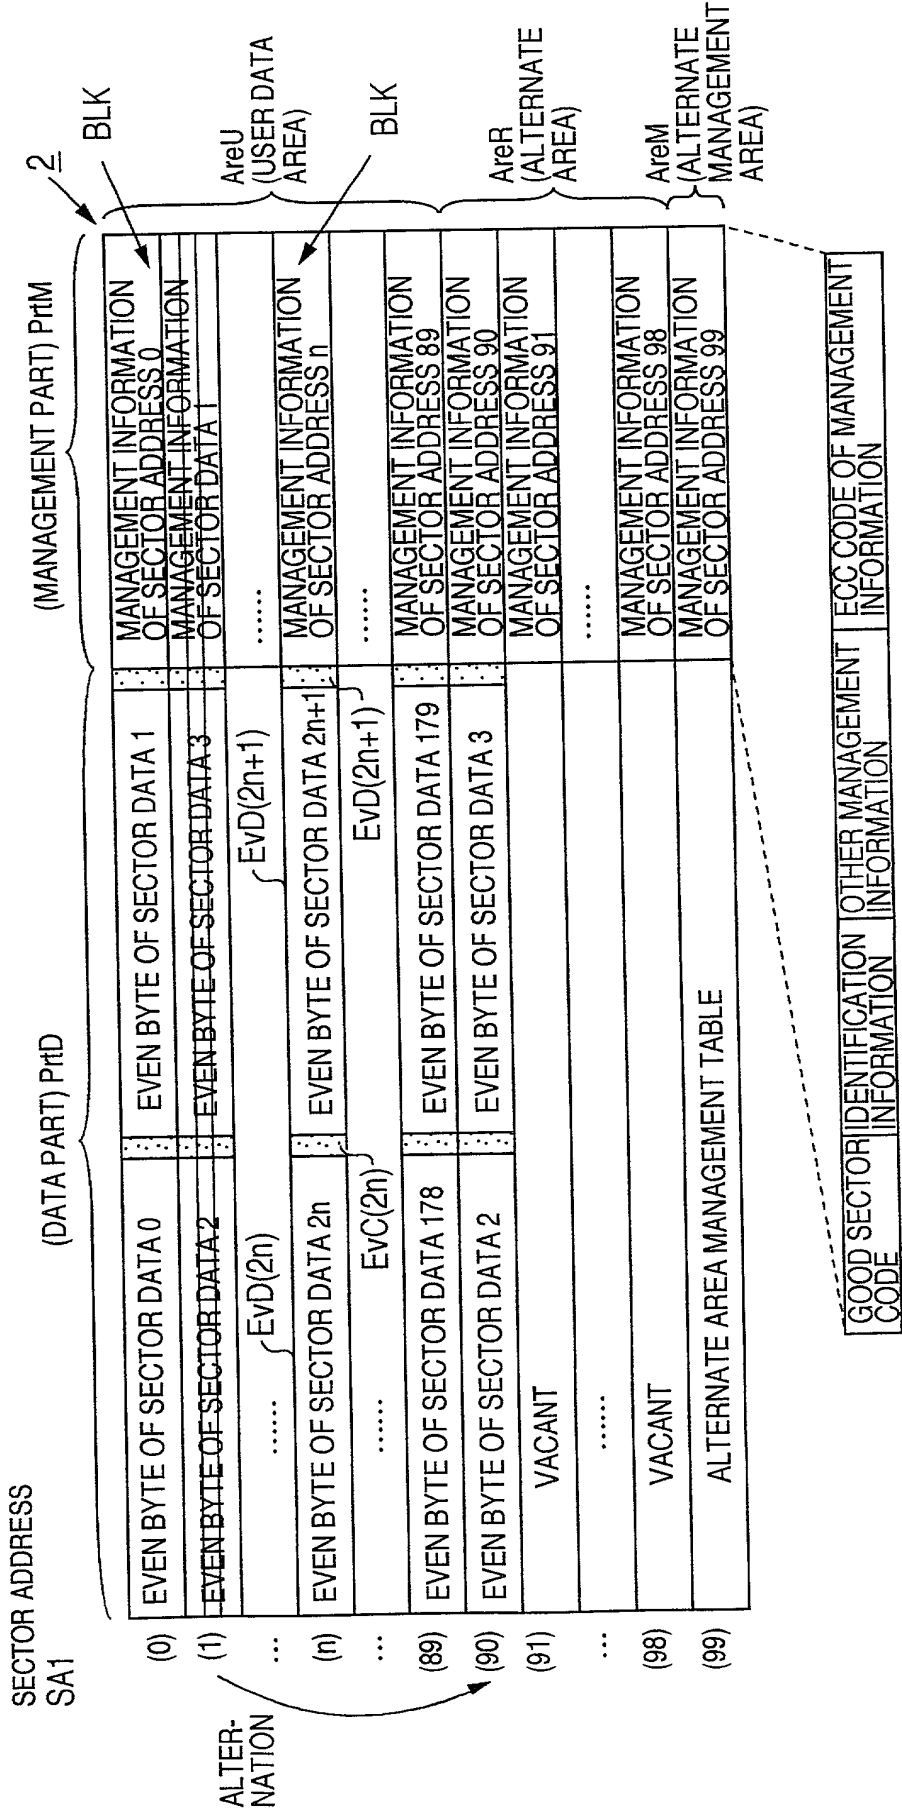 SECTOR ADDRESS
SA1
(DATA PART) PrtD
(MANAGEMENT PART) PrtM
2
BLK
(0)
EVEN BYTE OF SECTOR DATA 0
EVEN BYTE OF SECTOR DATA 1
MANAGEMENT INFORMATION
OF SECTOR ADDRESS 0
(1)
EVEN BYTE OF SECTOR DATA 2
EVEN BYTE OF SECTOR DATA 3
MANAGEMENT INFORMATION
OF SECTOR DATA 1
...
......
EvD(2n)
EvD(2n+1)
......
AreU
(USER DATA
AREA)
(n)
EVEN BYTE OF SECTOR DATA 2n
EVEN BYTE OF SECTOR DATA 2n+1
MANAGEMENT INFORMATION
OF SECTOR ADDRESS n
BLK
...
......
EvC(2n)
EvD(2n+1)
......
(89)
EVEN BYTE OF SECTOR DATA 178
EVEN BYTE OF SECTOR DATA 179
MANAGEMENT INFORMATION
OF SECTOR ADDRESS 89
(90)
EVEN BYTE OF SECTOR DATA 2
EVEN BYTE OF SECTOR DATA 3
MANAGEMENT INFORMATION
OF SECTOR ADDRESS 90
ALTER-
NATION
(91)
VACANT
MANAGEMENT INFORMATION
OF SECTOR ADDRESS 91
AreR
(ALTERNATE
AREA)
...
......
......
(98)
VACANT
MANAGEMENT INFORMATION
OF SECTOR ADDRESS 98
(99)
ALTERNATE AREA MANAGEMENT TABLE
MANAGEMENT INFORMATION
OF SECTOR ADDRESS 99
AreM
(ALTERNATE
MANAGEMENT
AREA)
GOOD SECTOR
CODE
IDENTIFICATION
INFORMATION
OTHER MANAGEMENT
INFORMATION
ECC CODE OF MANAGEMENT
INFORMATION